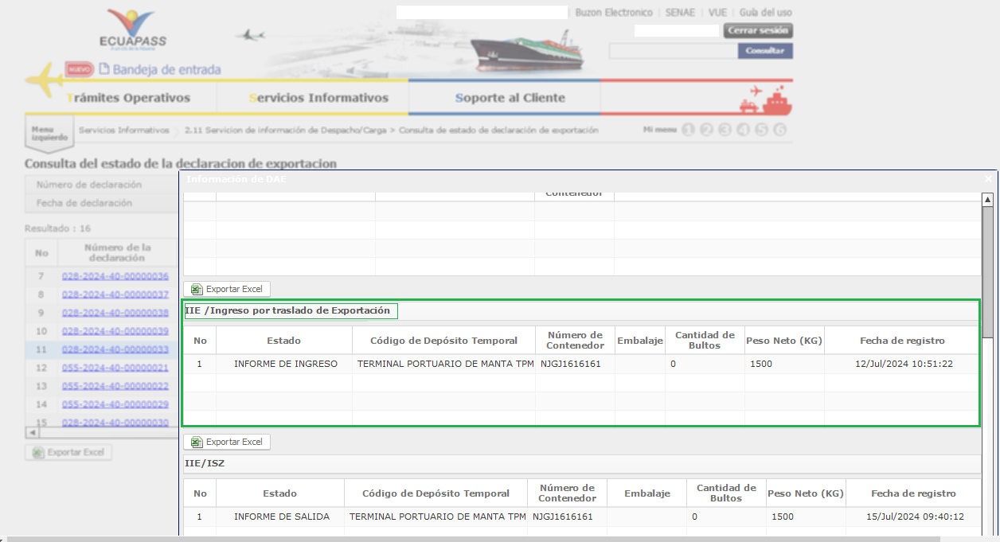 ECUAPASS
Buzon Electronico | SENAE | VUE | Guía del uso
Cerrar sesión
Consultar
NUEVO Bandeja de entrada
Trámites Operativos
Servicios Informativos
Soporte al Cliente
Menu
izquierdo
Servicios Informativos
2.11 Servicion de información de Despacho/Carga > Consulta de estado de declaración de exportación
Mi menu 1 2 3 4 5 6
Consulta del estado de la declaracion de exportacion
Número de declaración
Fecha de declaración
Resultado : 16
No
Número de la
declaración
7 028-2024-40-00000036
8 028-2024-40-00000037
9 028-2024-40-00000038
10 028-2024-40-00000039
11 028-2024-40-00000033
12 055-2024-40-00000021
13 055-2024-40-00000022
14 055-2024-40-00000029
15 028-2024-40-00000030
Exportar Excel
Información de DAE
Contenedor
Exportar Excel
IIE /Ingreso por traslado de Exportación
No
Estado
Código de Depósito Temporal
Número de
Contenedor
Embalaje
Cantidad de
Bultos
Peso Neto (KG)
Fecha de registro
1 INFORME DE INGRESO TERMINAL PORTUARIO DE MANTA TPM NJGJ1616161 0 1500 12/Jul/2024 10:51:22
Exportar Excel
IIE/ISZ
No
Estado
Código de Depósito Temporal
Número de
Contenedor
Embalaje
Cantidad de
Bultos
Peso Neto (KG)
Fecha de registro
1 INFORME DE SALIDA TERMINAL PORTUARIO DE MANTA TPM NJGJ1616161 0 1500 15/Jul/2024 09:40:12